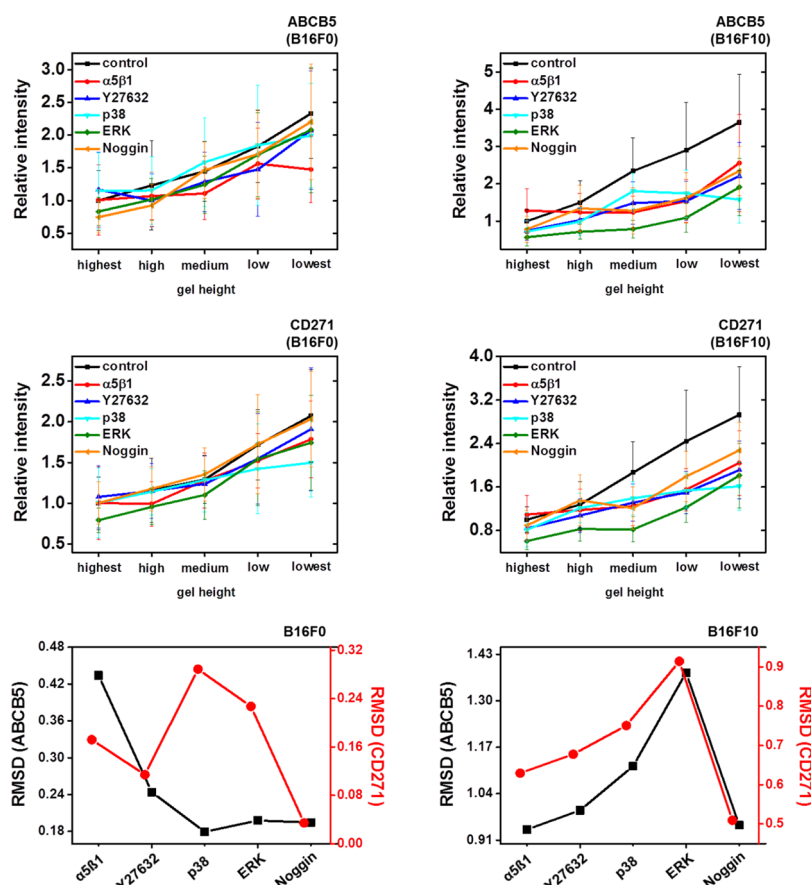 ABCB5
(B16F0)
Relative intensity
3.0
2.5
2.0
1.5
1.0
0.5
control
α5β1
Y27632
p38
ERK
Noggin
highest high medium low lowest
gel height
ABCB5
(B16F10)
Relative intensity
5
4
3
2
1
control
α5β1
Y27632
p38
ERK
Noggin
highest high medium low lowest
gel height
CD271
(B16F0)
Relative intensity
2.5
2.0
1.5
1.0
0.5
control
α5β1
Y27632
p38
ERK
Noggin
highest high medium low lowest
gel height
CD271
(B16F10)
Relative intensity
4.0
3.2
2.4
1.6
0.8
control
α5β1
Y27632
p38
ERK
Noggin
highest high medium low lowest
gel height
B16F0
RMSD (ABCB5)
0.48
0.42
0.36
0.30
0.24
0.18
RMSD (CD271)
0.32
0.24
0.16
0.08
0.00
α5ß1 Y27632 p38 ERK Noggin
B16F10
RMSD (ABCB5)
1.43
1.30
1.17
1.04
0.91
RMSD (CD271)
0.9
0.8
0.7
0.6
0.5
α5ß1 Y27632 p38 ERK Noggin